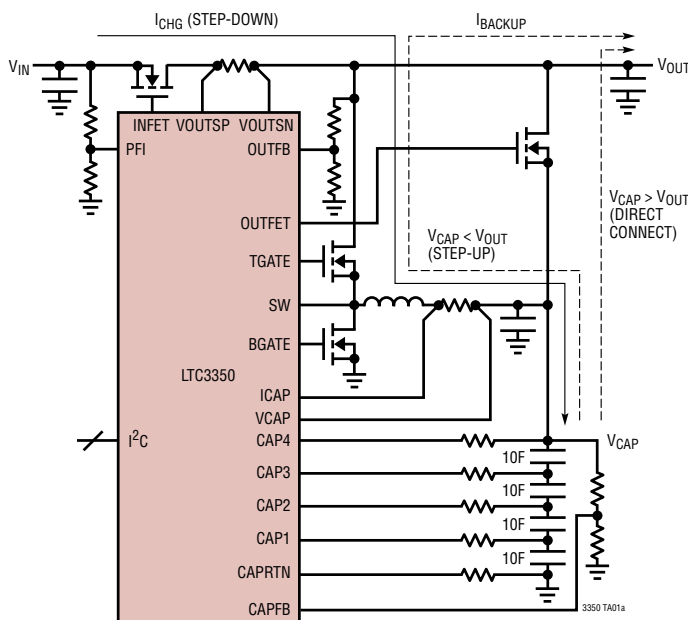 I_CHG (STEP-DOWN)
I_BACKUP
V_IN
V_OUT
INFET
VOUTSP
VOUTSN
PFI
OUTFB
OUTFET
V_CAP > V_OUT
(DIRECT
CONNECT)
V_CAP < V_OUT
(STEP-UP)
TGATE
SW
BGATE
LTC3350
ICAP
VCAP
I²C
CAP4
V_CAP
10F
CAP3
10F
CAP2
10F
CAP1
10F
CAPRTN
CAPFB
3350 TA01a